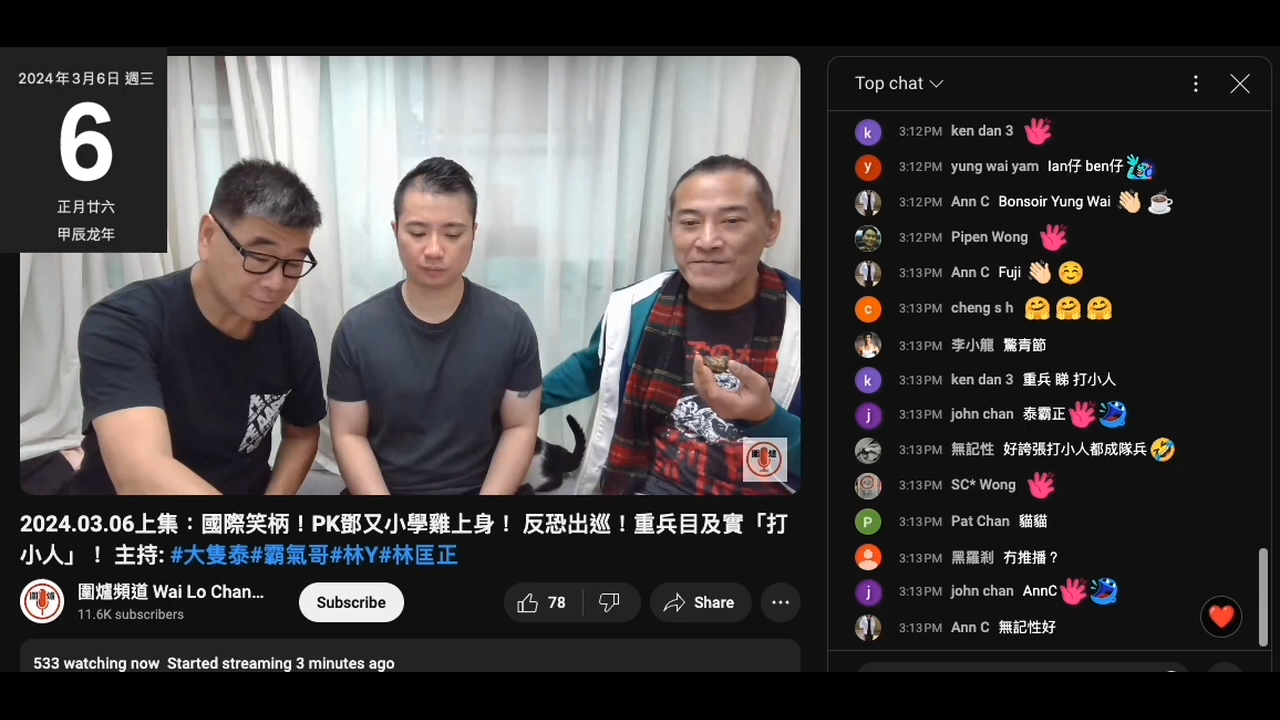 2024年3月6日 週三
6
正月廿六
甲辰龙年
圍爐
2024.03.06上集：國際笑柄！PK鄧又小學雞上身！ 反恐出巡！重兵目及實「打
小人」！ 主持: #大隻泰#霸氣哥#林Y#林匡正
圍爐頻道 Wai Lo Chan...
11.6K subscribers
Subscribe
78
Share
533 watching now Started streaming 3 minutes ago
Top chat
k 3:12PM ken dan 3
y 3:12PM yung wai yam Ian仔 ben仔
3:12PM Ann C Bonsoir Yung Wai
3:12PM Pipen Wong
3:13PM Ann C Fuji
c 3:13PM cheng s h
3:13PM 李小龍 驚青節
k 3:13PM ken dan 3 重兵 睇 打小人
j 3:13PM john chan 泰霸正
3:13PM 無記性 好誇張打小人都成隊兵
3:13PM SC* Wong
P 3:13PM Pat Chan 貓貓
3:13PM 黑羅剎 冇推播？
j 3:13PM john chan AnnC
3:13PM Ann C 無記性好